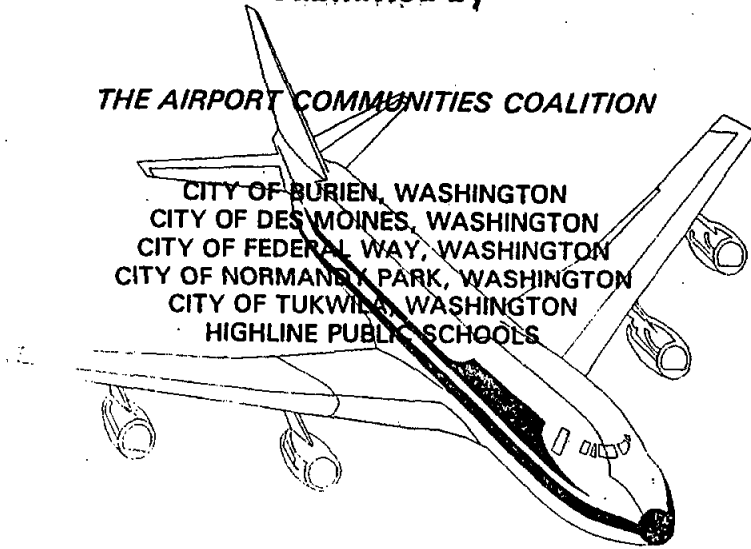 THE AIRPORT COMMUNITIES COALITION
CITY OF BURIEN, WASHINGTON
CITY OF DES MOINES, WASHINGTON
CITY OF FEDERAL WAY, WASHINGTON
CITY OF NORMANDY PARK, WASHINGTON
CITY OF TUKWILA, WASHINGTON
HIGHLINE PUBLIC SCHOOLS